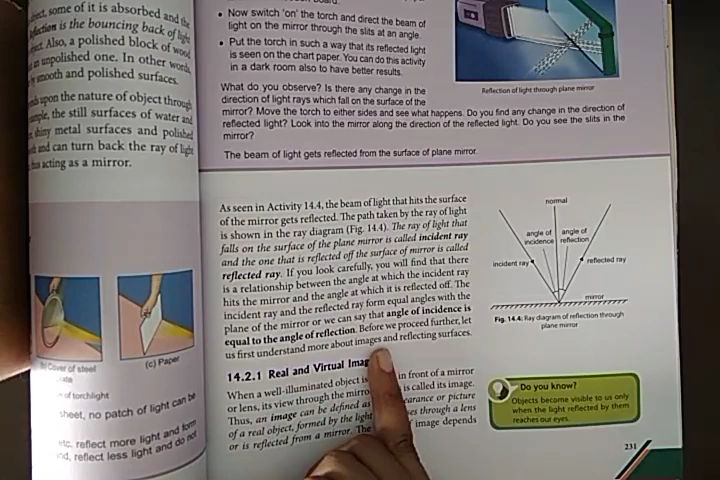 ject, some of it is absorbed and the
flection is the bouncing back of light
ject. Also, a polished block of wood
an unpolished one. In other words,
by smooth and polished surfaces.
nds upon the nature of object through
ample, the still surfaces of water and
shiny metal surfaces and polished
and can turn back the ray of light
thus acting as a mirror.
(b) Cover of steel
(c) Paper
of torchlight
sheet, no patch of light can be
etc. reflect more light and form
nd, reflect less light and do not
• Now switch 'on' the torch and direct the beam of
light on the mirror through the slits at an angle.
• Put the torch in such a way that its reflected light
is seen on the chart paper. You can do this activity
in a dark room also to have better results.
Reflection of light through plane mirror
What do you observe? Is there any change in the
direction of light rays which fall on the surface of the
mirror? Move the torch to either sides and see what happens. Do you find any change in the direction of
reflected light? Look into the mirror along the direction of the reflected light. Do you see the slits in the
mirror?
The beam of light gets reflected from the surface of plane mirror.
As seen in Activity 14.4, the beam of light that hits the surface
of the mirror gets reflected. The path taken by the ray of light
is shown in the ray diagram (Fig. 14.4). The ray of light that
falls on the surface of the plane mirror is called incident ray
and the one that is reflected off the surface of mirror is called
reflected ray. If you look carefully, you will find that there
is a relationship between the angle at which the incident ray
hits the mirror and the angle at which it is reflected off. The
incident ray and the reflected ray form equal angles with the
plane of the mirror or we can say that angle of incidence is
equal to the angle of reflection. Before we proceed further, let
us first understand more about images and reflecting surfaces.
normal
angle of incidence
angle of reflection
incident ray
reflected ray
mirror
Fig. 14.4: Ray diagram of reflection through
plane mirror
14.2.1 Real and Virtual Imag
When a well-illuminated object is in front of a mirror
or lens, its view through the mirro is called its image.
Thus, an image can be defined as earance or picture
of a real object, formed by the light ses through a lens
or is reflected from a mirror. The image depends
Do you know?
Objects become visible to us only
when the light reflected by them
reaches our eyes.
231